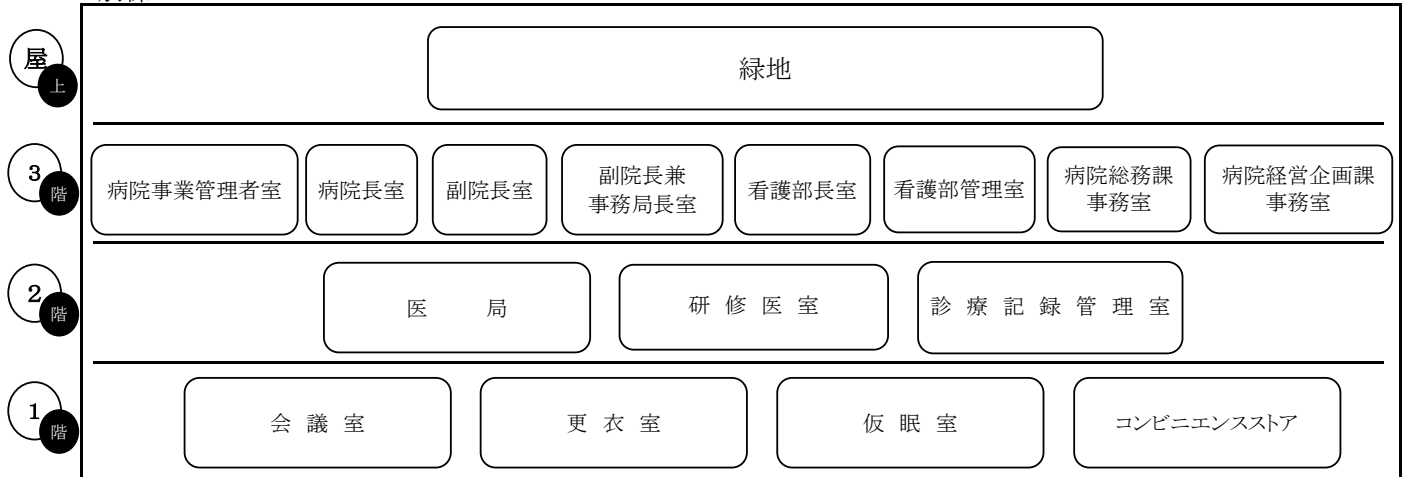 屋上
緑地
3階
病院事業管理者室
病院長室
副院長室
副院長兼
事務局長室
看護部長室
看護部管理室
病院総務課
事務室
病院経営企画課
事務室
2階
医局
研修医室
診療記録管理室
1階
会議室
更衣室
仮眠室
コンビニエンスストア